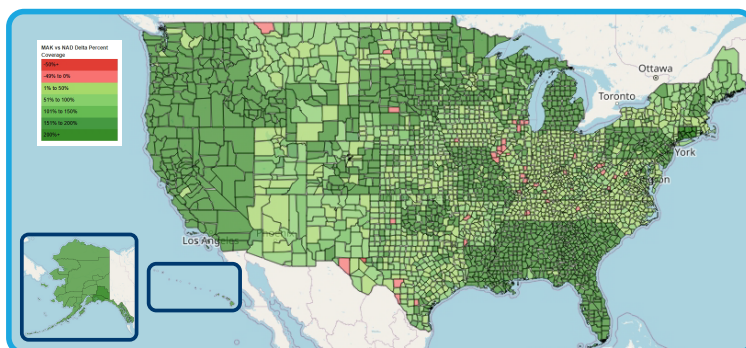 MAK vs NAD Delta Percent
Coverage
-50%+
-49% to 0%
1% to 50%
51% to 100%
101% to 150%
151% to 200%
200%+
Ottawa
Toronto
York
Los Angeles
Phoenix